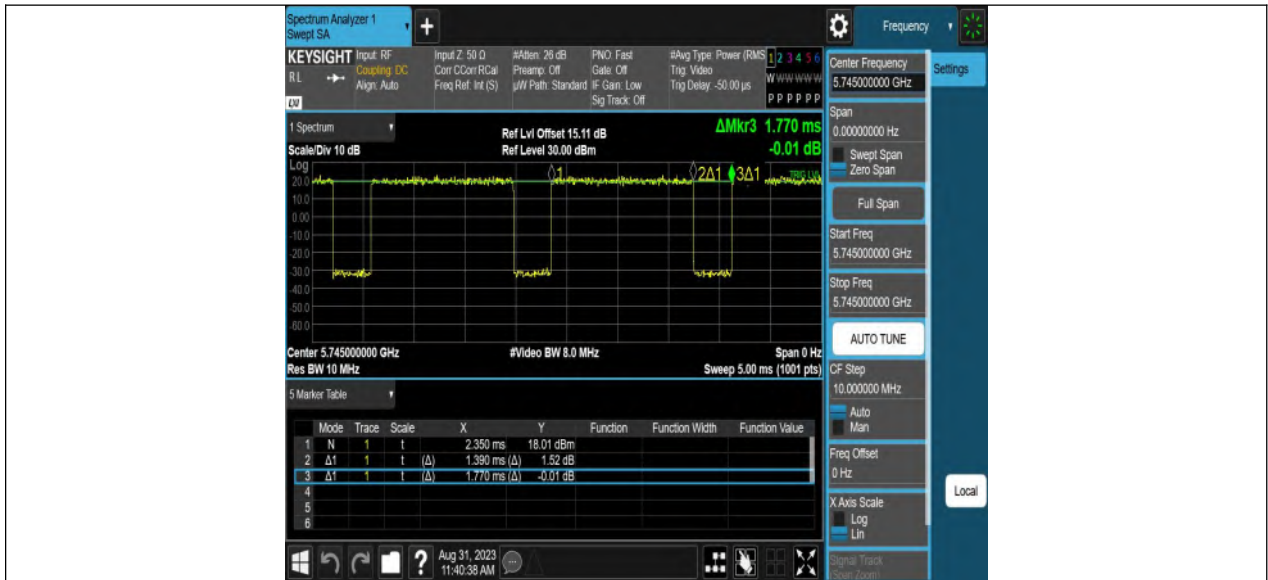 Spectrum Analyzer 1
Swept SA
+
Frequency
KEYSIGHT
RL
LXI
Input: RF
Coupling: DC
Align: Auto
Input Z: 50 Ω
Corr CCorr RCal
Freq Ref: Int (S)
#Atten: 26 dB
Preamp: Off
µW Path: Standard
PNO: Fast
Gate: Off
IF Gain: Low
Sig Track: Off
#Avg Type: Power (RMS
Trig: Video
Trig Delay: -50.00 µs
1 2 3 4 5 6
W W W W W W
P P P P P P
Center Frequency
5.745000000 GHz
Settings
Span
0.00000000 Hz
Swept Span
Zero Span
Full Span
Start Freq
5.745000000 GHz
Stop Freq
5.745000000 GHz
AUTO TUNE
CF Step
10.000000 MHz
Auto
Man
Freq Offset
0 Hz
X Axis Scale
Log
Lin
Signal Track
(Span Zoom)
Local
1 Spectrum
Scale/Div 10 dB
Ref Lvl Offset 15.11 dB
Ref Level 30.00 dBm
ΔMkr3 1.770 ms
-0.01 dB
Log
1
2Δ1
3Δ1
TRIG LVL
20.0
10.0
0.00
-10.0
-20.0
-30.0
-40.0
-50.0
-60.0
Center 5.745000000 GHz
#Video BW 8.0 MHz
Span 0 Hz
Res BW 10 MHz
Sweep 5.00 ms (1001 pts)
5 Marker Table
Mode Trace Scale X Y Function Function Width Function Value
1 N 1 t 2.350 ms 18.01 dBm
2 Δ1 1 t (Δ) 1.390 ms (Δ) 1.52 dB
3 Δ1 1 t (Δ) 1.770 ms (Δ) -0.01 dB
4
5
6
?
Aug 31, 2023
11:40:38 AM